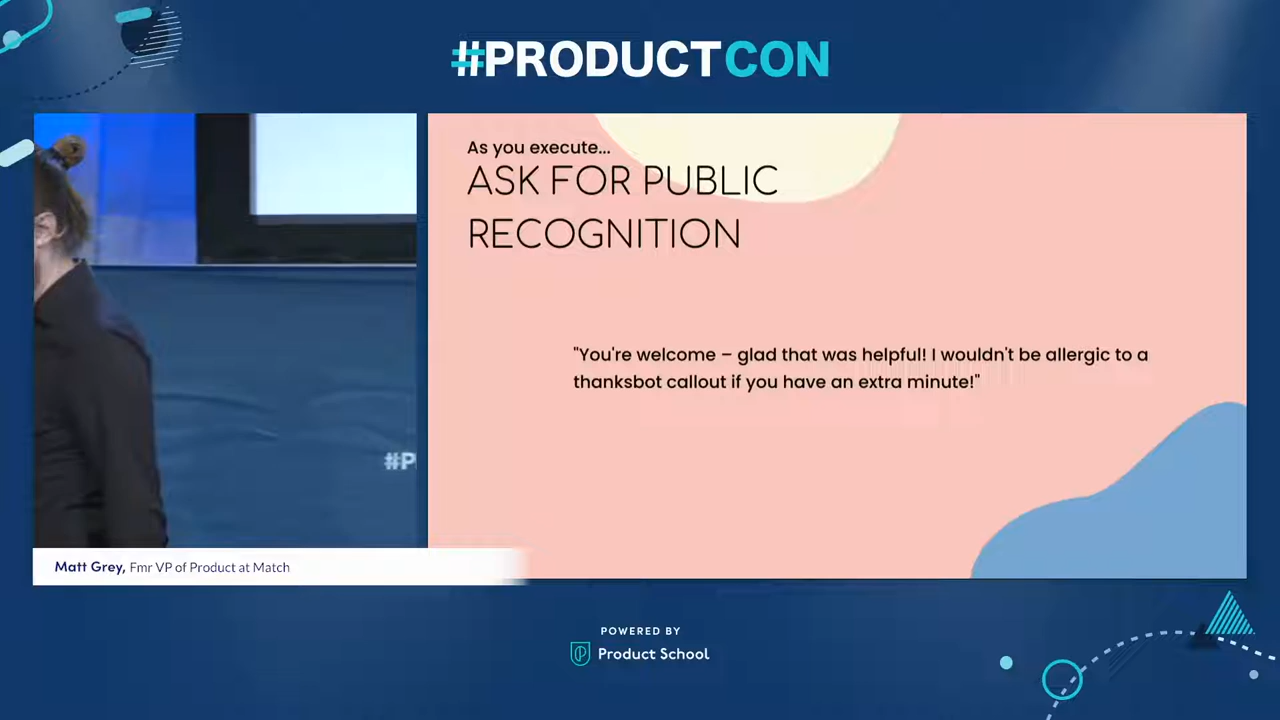 #PRODUCTCON
As you execute...
ASK FOR PUBLIC
RECOGNITION
"You're welcome – glad that was helpful! I wouldn't be allergic to a
thanksbot callout if you have an extra minute!"
#P
Matt Grey, Fmr VP of Product at Match
POWERED BY
Product School